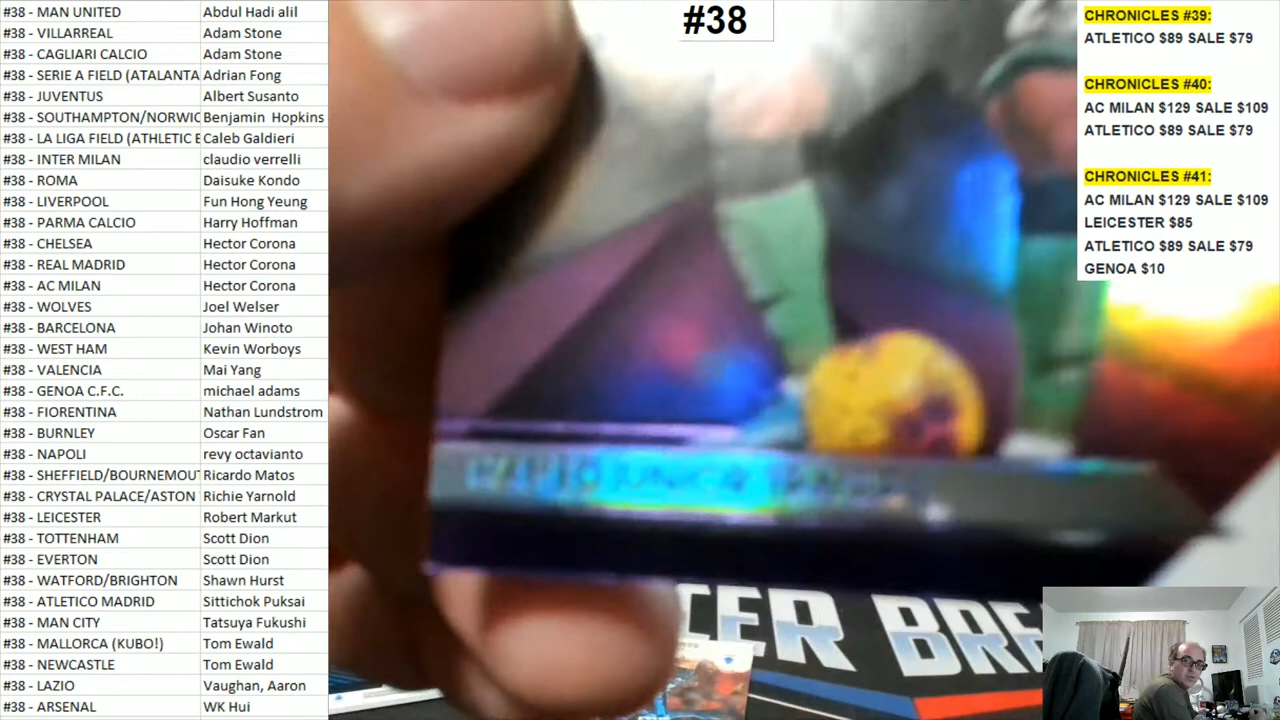 #38 - MAN UNITED Abdul Hadi alil
#38 - VILLARREAL Adam Stone
#38 - CAGLIARI CALCIO Adam Stone
#38 - SERIE A FIELD (ATALANTA Adrian Fong
#38 - JUVENTUS Albert Susanto
#38 - SOUTHAMPTON/NORWIC Benjamin Hopkins
#38 - LA LIGA FIELD (ATHLETIC B Caleb Galdieri
#38 - INTER MILAN claudio verrelli
#38 - ROMA Daisuke Kondo
#38 - LIVERPOOL Fun Hong Yeung
#38 - PARMA CALCIO Harry Hoffman
#38 - CHELSEA Hector Corona
#38 - REAL MADRID Hector Corona
#38 - AC MILAN Hector Corona
#38 - WOLVES Joel Welser
#38 - BARCELONA Johan Winoto
#38 - WEST HAM Kevin Worboys
#38 - VALENCIA Mai Yang
#38 - GENOA C.F.C. michael adams
#38 - FIORENTINA Nathan Lundstrom
#38 - BURNLEY Oscar Fan
#38 - NAPOLI revy octavianto
#38 - SHEFFIELD/BOURNEMOUT Ricardo Matos
#38 - CRYSTAL PALACE/ASTON Richie Yarnold
#38 - LEICESTER Robert Markut
#38 - TOTTENHAM Scott Dion
#38 - EVERTON Scott Dion
#38 - WATFORD/BRIGHTON Shawn Hurst
#38 - ATLETICO MADRID Sittichok Puksai
#38 - MAN CITY Tatsuya Fukushi
#38 - MALLORCA (KUBO!) Tom Ewald
#38 - NEWCASTLE Tom Ewald
#38 - LAZIO Vaughan, Aaron
#38 - ARSENAL WK Hui
#38
CHRONICLES #39:
ATLETICO $89 SALE $79
CHRONICLES #40:
AC MILAN $129 SALE $109
ATLETICO $89 SALE $79
CHRONICLES #41:
AC MILAN $129 SALE $109
LEICESTER $85
ATLETICO $89 SALE $79
GENOA $10
CER BREA